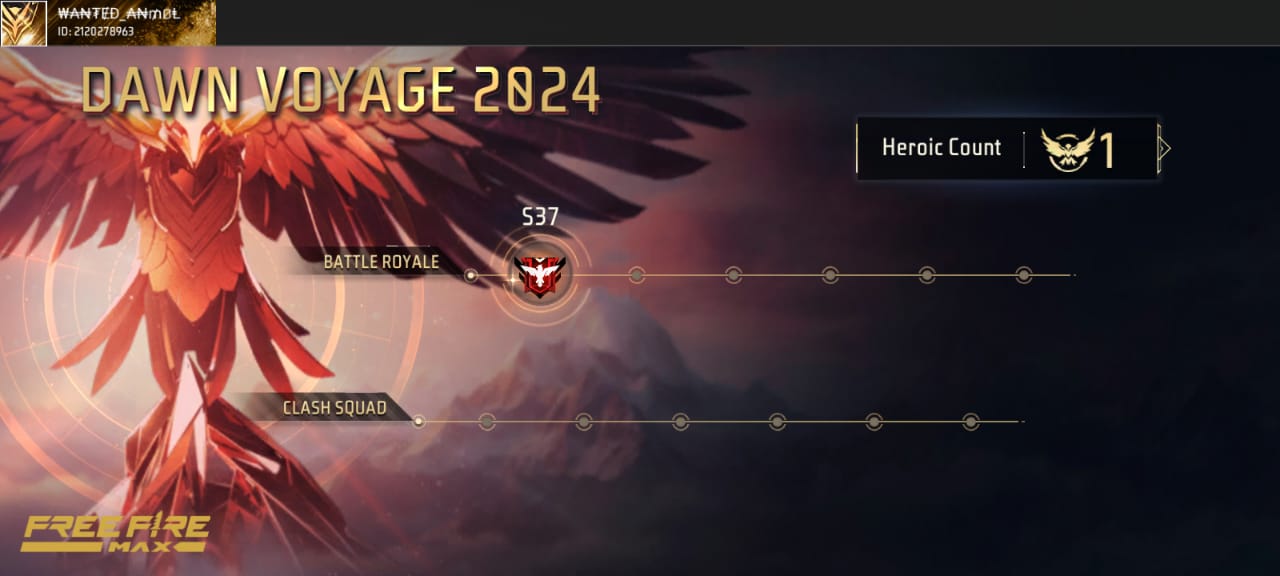 WANTED_ANMOL
ID: 2120278963
DAWN VOYAGE 2024
Heroic Count 1
S37
BATTLE ROYALE
CLASH SQUAD
FREE FIRE
MAX